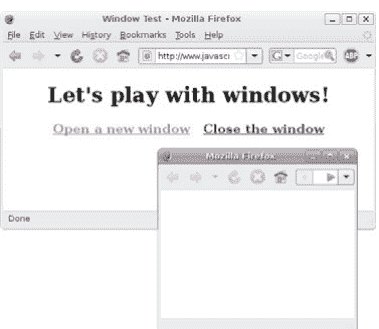 Window Test - Mozilla Firefox
File Edit View History Bookmarks Tools Help
http://www.javasci Google ABP
Let's play with windows!
Open a new window Close the window
Mozilla Firefox
Done